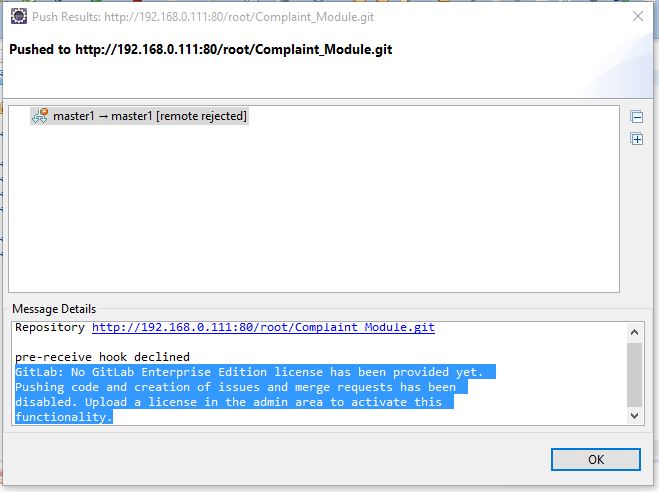 Push Results: http://192.168.0.111:80/root/Complaint_Module.git
Pushed to http://192.168.0.111:80/root/Complaint_Module.git
master1 → master1 [remote rejected]
Message Details
Repository http://192.168.0.111:80/root/Complaint_Module.git
pre-receive hook declined
GitLab: No GitLab Enterprise Edition license has been provided yet.
Pushing code and creation of issues and merge requests has been
disabled. Upload a license in the admin area to activate this
functionality.
OK